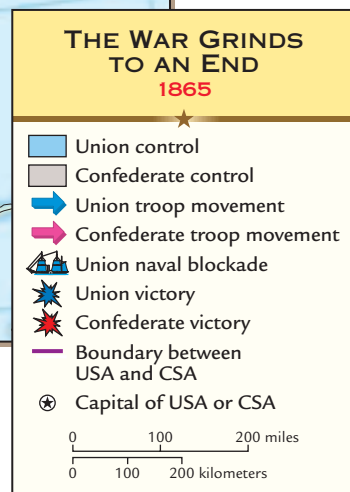 THE WAR GRINDS
TO AN END
1865
Union control
Confederate control
Union troop movement
Confederate troop movement
Union naval blockade
Union victory
Confederate victory
Boundary between
USA and CSA
Capital of USA or CSA
0 100 200 miles
0 100 200 kilometers